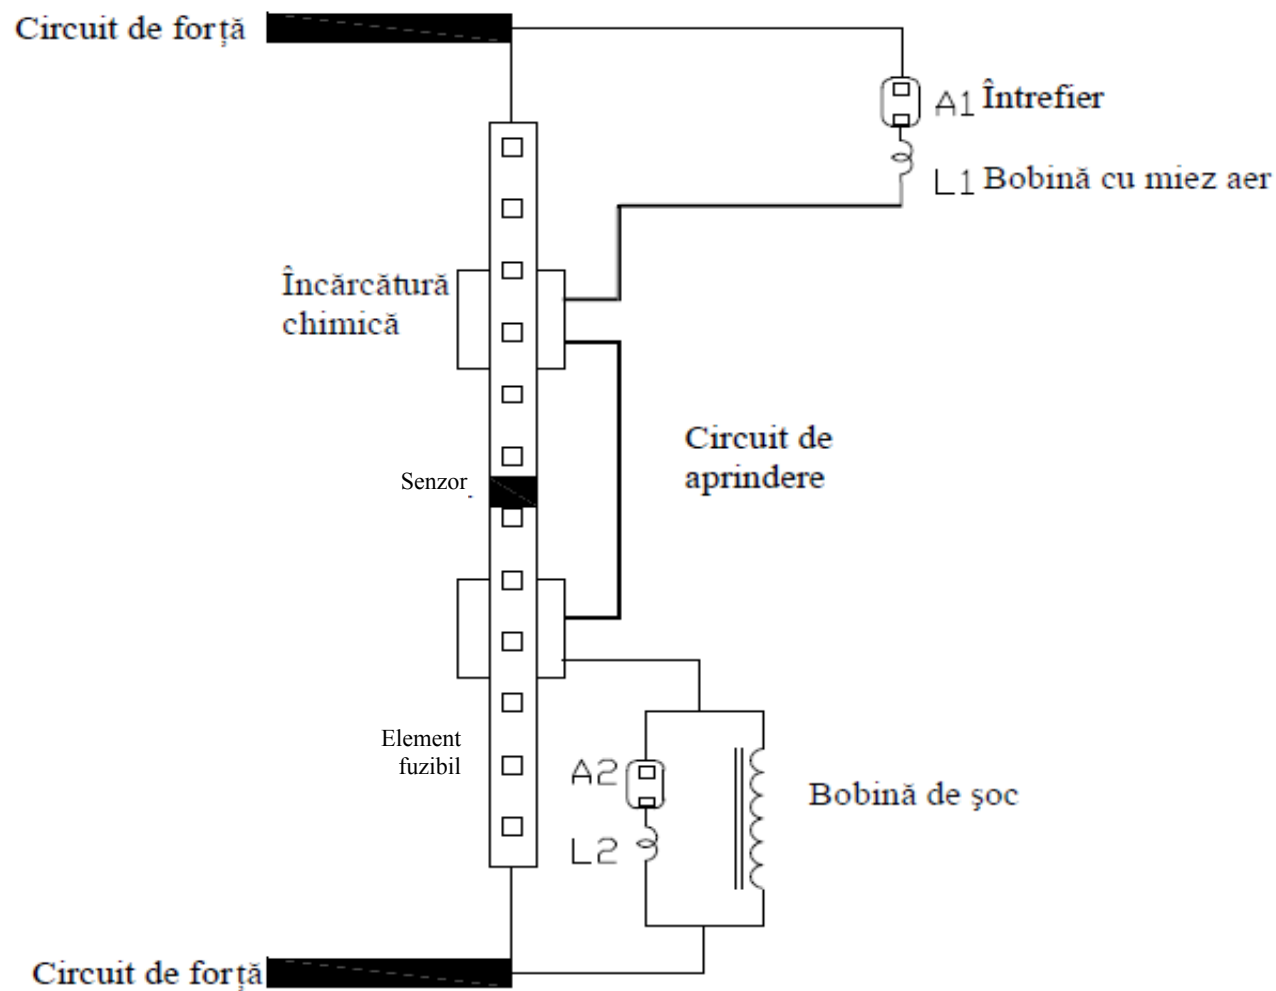 Circuit de forță
A1 Întrefier
L1 Bobină cu miez aer
Încărcătură
chimică
Circuit de
aprindere
Senzor
Element
fuzibil
A2
L2
Bobină de şoc
Circuit de forță